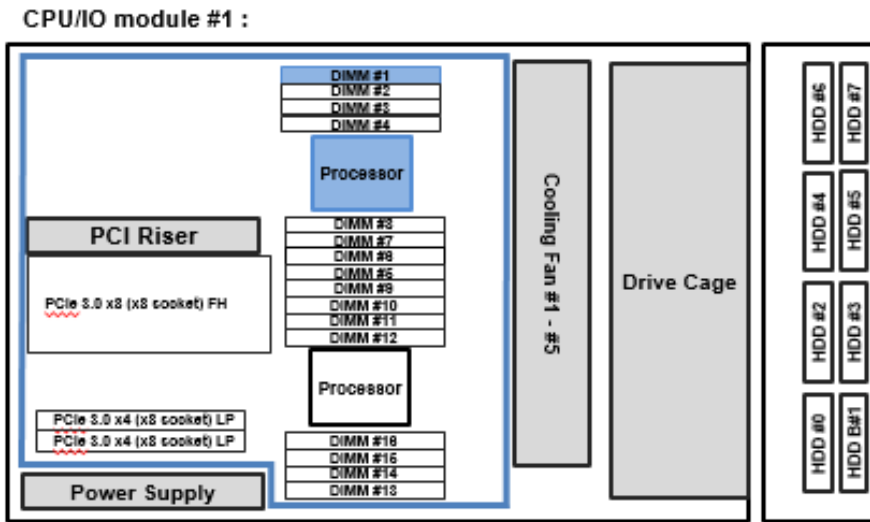 CPU/IO module #1 :
DIMM #1
DIMM #2
DIMM #3
DIMM #4
Processor
DIMM #8
DIMM #7
DIMM #6
DIMM #5
DIMM #9
DIMM #10
DIMM #11
DIMM #12
Processor
DIMM #16
DIMM #15
DIMM #14
DIMM #13
PCI Riser
PCIe 3.0 x8 (x8 socket) FH
PCIe 3.0 x4 (x8 socket) LP
PCIe 3.0 x4 (x8 socket) LP
Power Supply
Cooling Fan #1 - #5
Drive Cage
HDD #6
HDD #7
HDD #4
HDD #5
HDD #2
HDD #3
HDD #0
HDD B#1